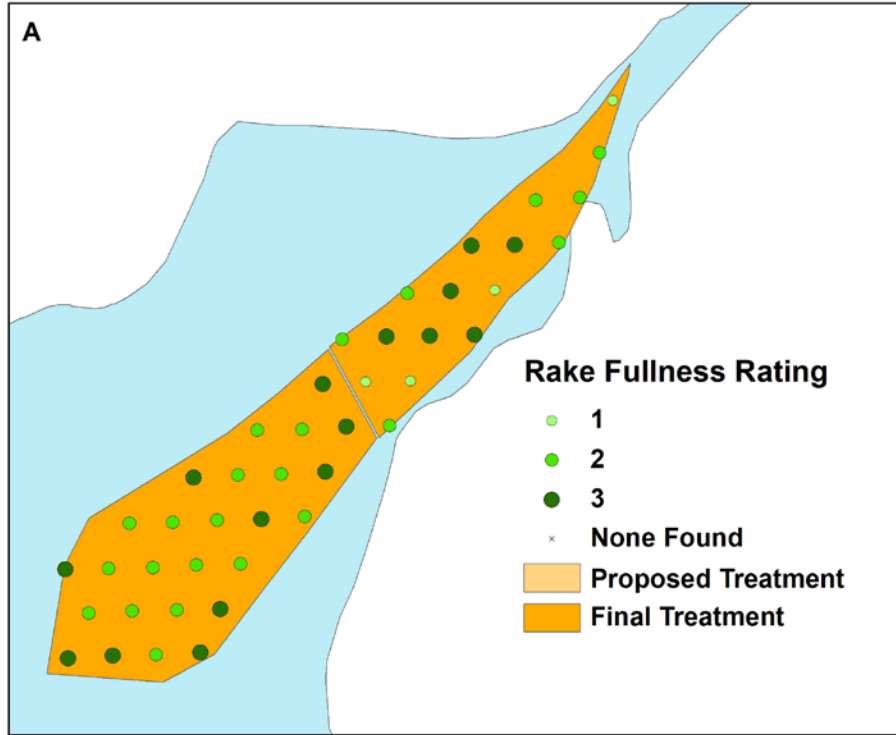 A
Rake Fullness Rating
1
2
3
None Found
Proposed Treatment
Final Treatment